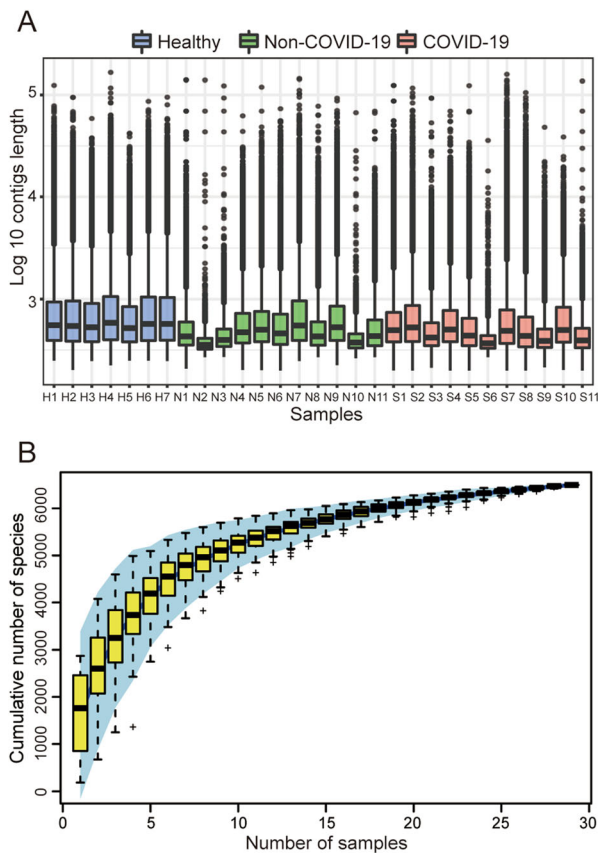 A
Healthy Non-COVID-19 COVID-19
Log 10 contigs length
5
4
3
H1 H2 H3 H4 H5 H6 H7 N1 N2 N3 N4 N5 N6 N7 N8 N9 N10 N11 S1 S2 S3 S4 S5 S6 S7 S8 S9 S10 S11
Samples
B
Cumulative number of species
6000
5000
4000
3000
2000
1000
0
0 5 10 15 20 25 30
Number of samples